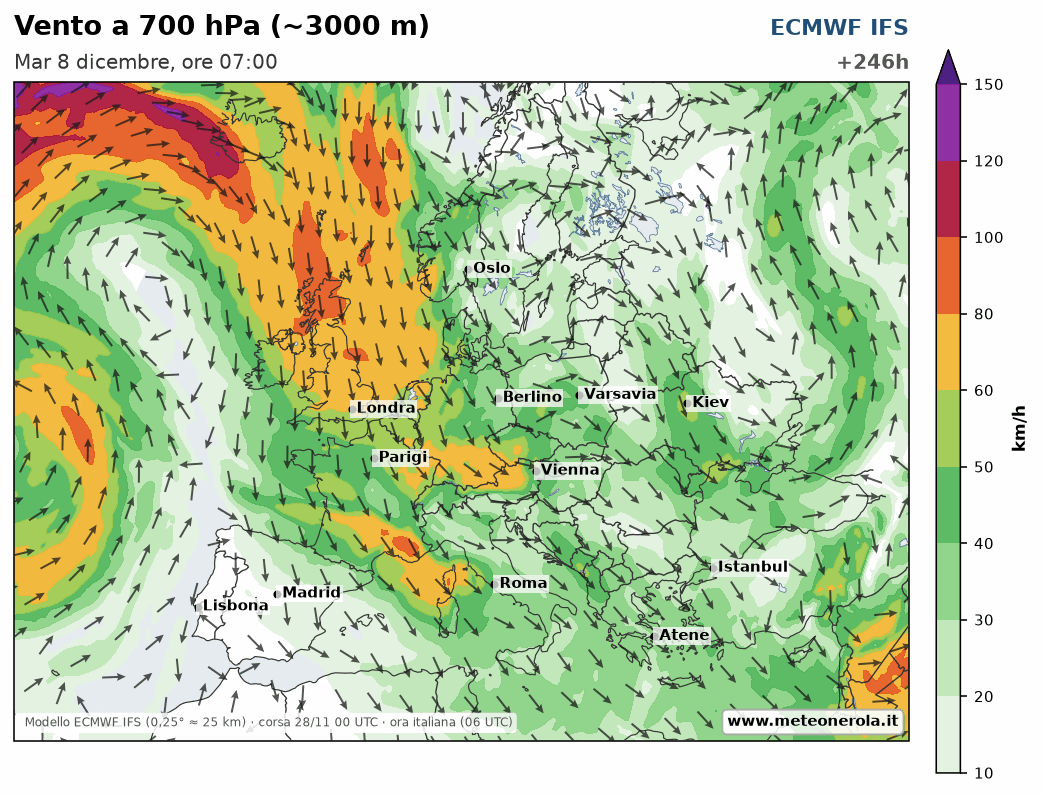 Vento a 700 hPa (~3000 m)
ECMWF IFS
Mar 8 dicembre, ore 07:00
+246h
150
120
100
80
60
50
40
30
20
10
km/h
Oslo
Berlino
Varsavia
Kiev
Londra
Parigi
Vienna
Istanbul
Roma
Madrid
Lisbona
Atene
Modello ECMWF IFS (0,25° ≈ 25 km) · corsa 28/11 00 UTC · ora italiana (06 UTC)
www.meteonerola.it